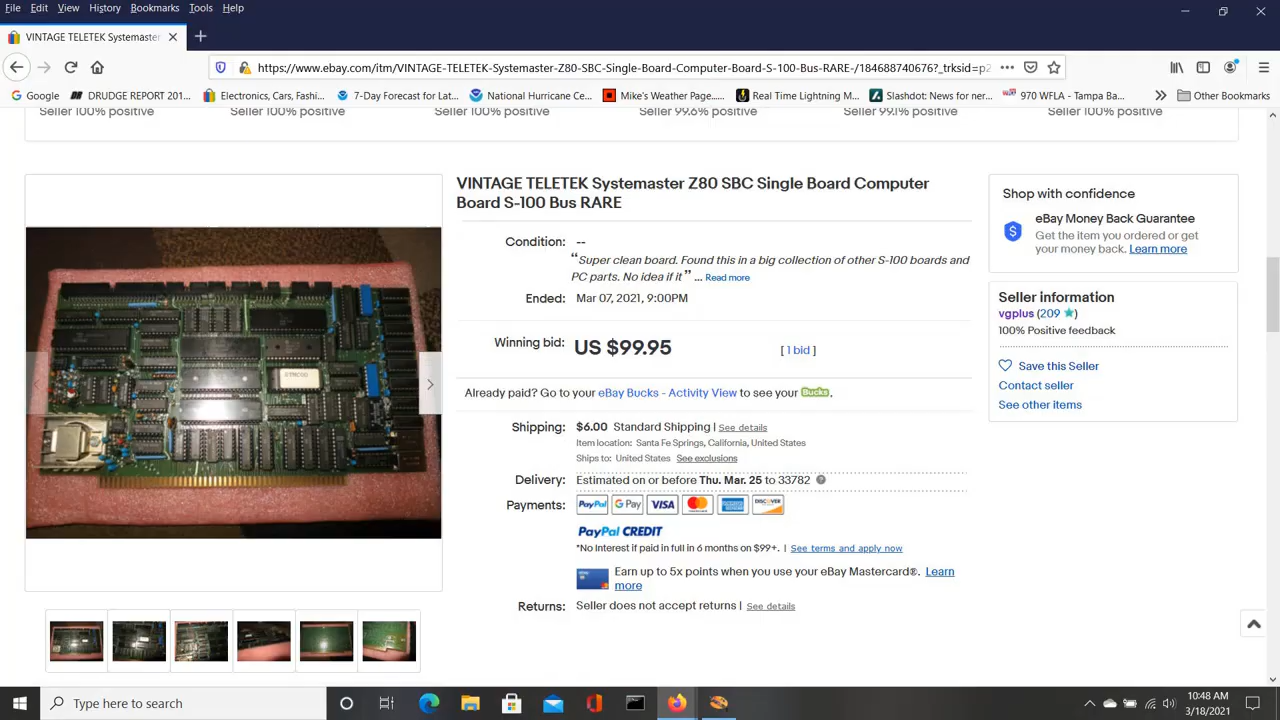 File Edit View History Bookmarks Tools Help
VINTAGE TELETEK Systemaster
https://www.ebay.com/itm/VINTAGE-TELETEK-Systemaster-Z80-SBC-Single-Board-Computer-Board-S-100-Bus-RARE-/184688740676?_trksid=p2
Google DRUDGE REPORT 201... Electronics, Cars, Fashi... 7-Day Forecast for Lat... National Hurricane Ce... Mike's Weather Page.... Real Time Lightning M... Slashdot: News for ner... 970 WFLA - Tampa Ba... Other Bookmarks
Seller 100% positive Seller 100% positive Seller 100% positive Seller 99.6% positive Seller 99.1% positive Seller 100% positive
VINTAGE TELETEK Systemaster Z80 SBC Single Board Computer
Board S-100 Bus RARE
Condition: --
“Super clean board. Found this in a big collection of other S-100 boards and
PC parts. No idea if it ” ... Read more
Ended: Mar 07, 2021, 9:00PM
Winning bid: US $99.95 [ 1 bid ]
Already paid? Go to your eBay Bucks - Activity View to see your Bucks.
Shipping: $6.00 Standard Shipping | See details
Item location: Santa Fe Springs, California, United States
Ships to: United States See exclusions
Delivery: Estimated on or before Thu. Mar. 25 to 33782
Payments: PayPal G Pay VISA MasterCard DISCOVER
PayPal CREDIT
*No Interest if paid in full in 6 months on $99+. | See terms and apply now
Earn up to 5x points when you use your eBay Mastercard®. Learn
more
Returns: Seller does not accept returns | See details
Shop with confidence
eBay Money Back Guarantee
Get the item you ordered or get
your money back. Learn more
Seller information
vgplus (209 ★)
100% Positive feedback
Save this Seller
Contact seller
See other items
Type here to search
10:48 AM
3/18/2021